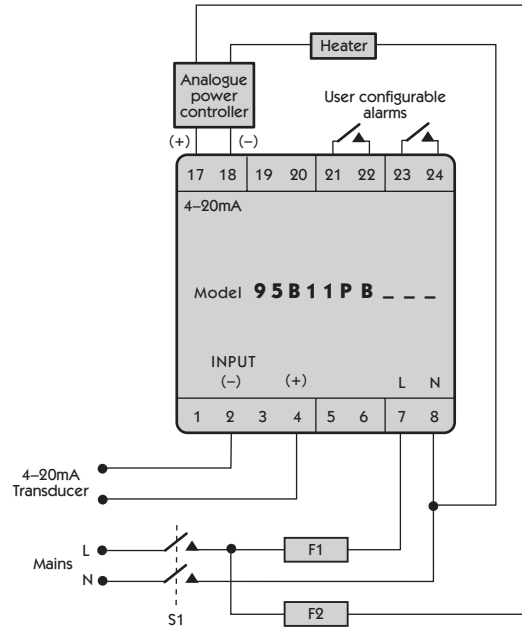 Heater
Analogue
power
controller
User configurable
alarms
(+) (–)
17 18 19 20 21 22 23 24
4–20mA
Model 95B11PB _ _ _
INPUT
(–) (+) L N
1 2 3 4 5 6 7 8
4–20mA
Transducer
L F1
Mains
N
F2
S1